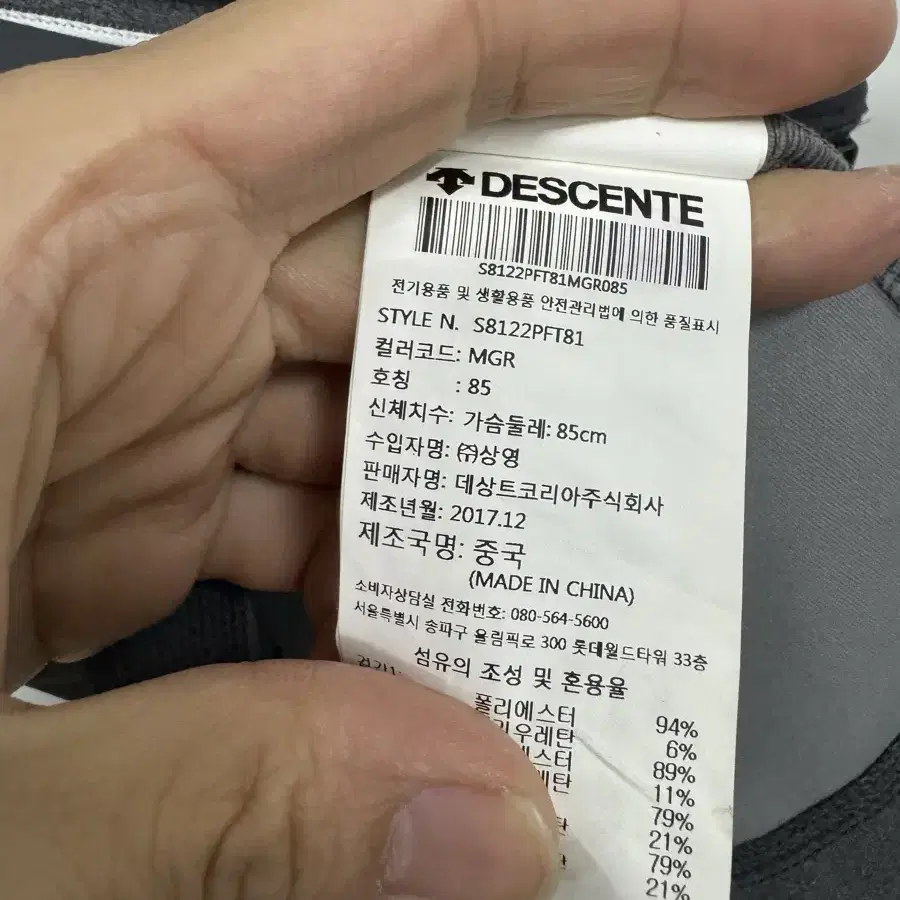 DESCENTE
S8122PFT81MGR085
전기용품 및 생활용품 안전관리법에 의한 품질표시
STYLE N. S8122PFT81
컬러코드: MGR
호칭 : 85
신체치수: 가슴둘레: 85cm
수입자명: ㈜상영
판매자명: 데상트코리아주식회사
제조년월: 2017.12
제조국명: 중국
(MADE IN CHINA)
소비자상담실 전화번호: 080-564-5600
서울특별시 송파구 올림픽로 300 롯데월드타워 33층
섬유의 조성 및 혼용율
폴리에스터 94%
6%
89%
11%
79%
21%
79%
21%